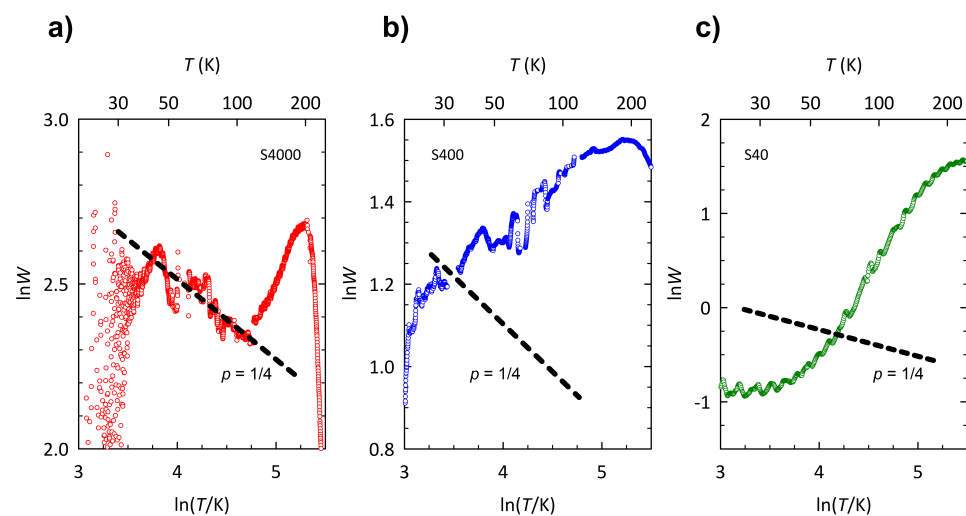 a)
b)
c)
T (K)
T (K)
T (K)
30 50 100 200
30 50 100 200
30 50 100 200
3.0
2.5
2.0
lnW
S4000
p = 1/4
3 4 5
ln(T/K)
1.6
1.4
1.2
1.0
0.8
lnW
S400
p = 1/4
3 4 5
ln(T/K)
2
1
0
-1
lnW
S40
p = 1/4
3 4 5
ln(T/K)